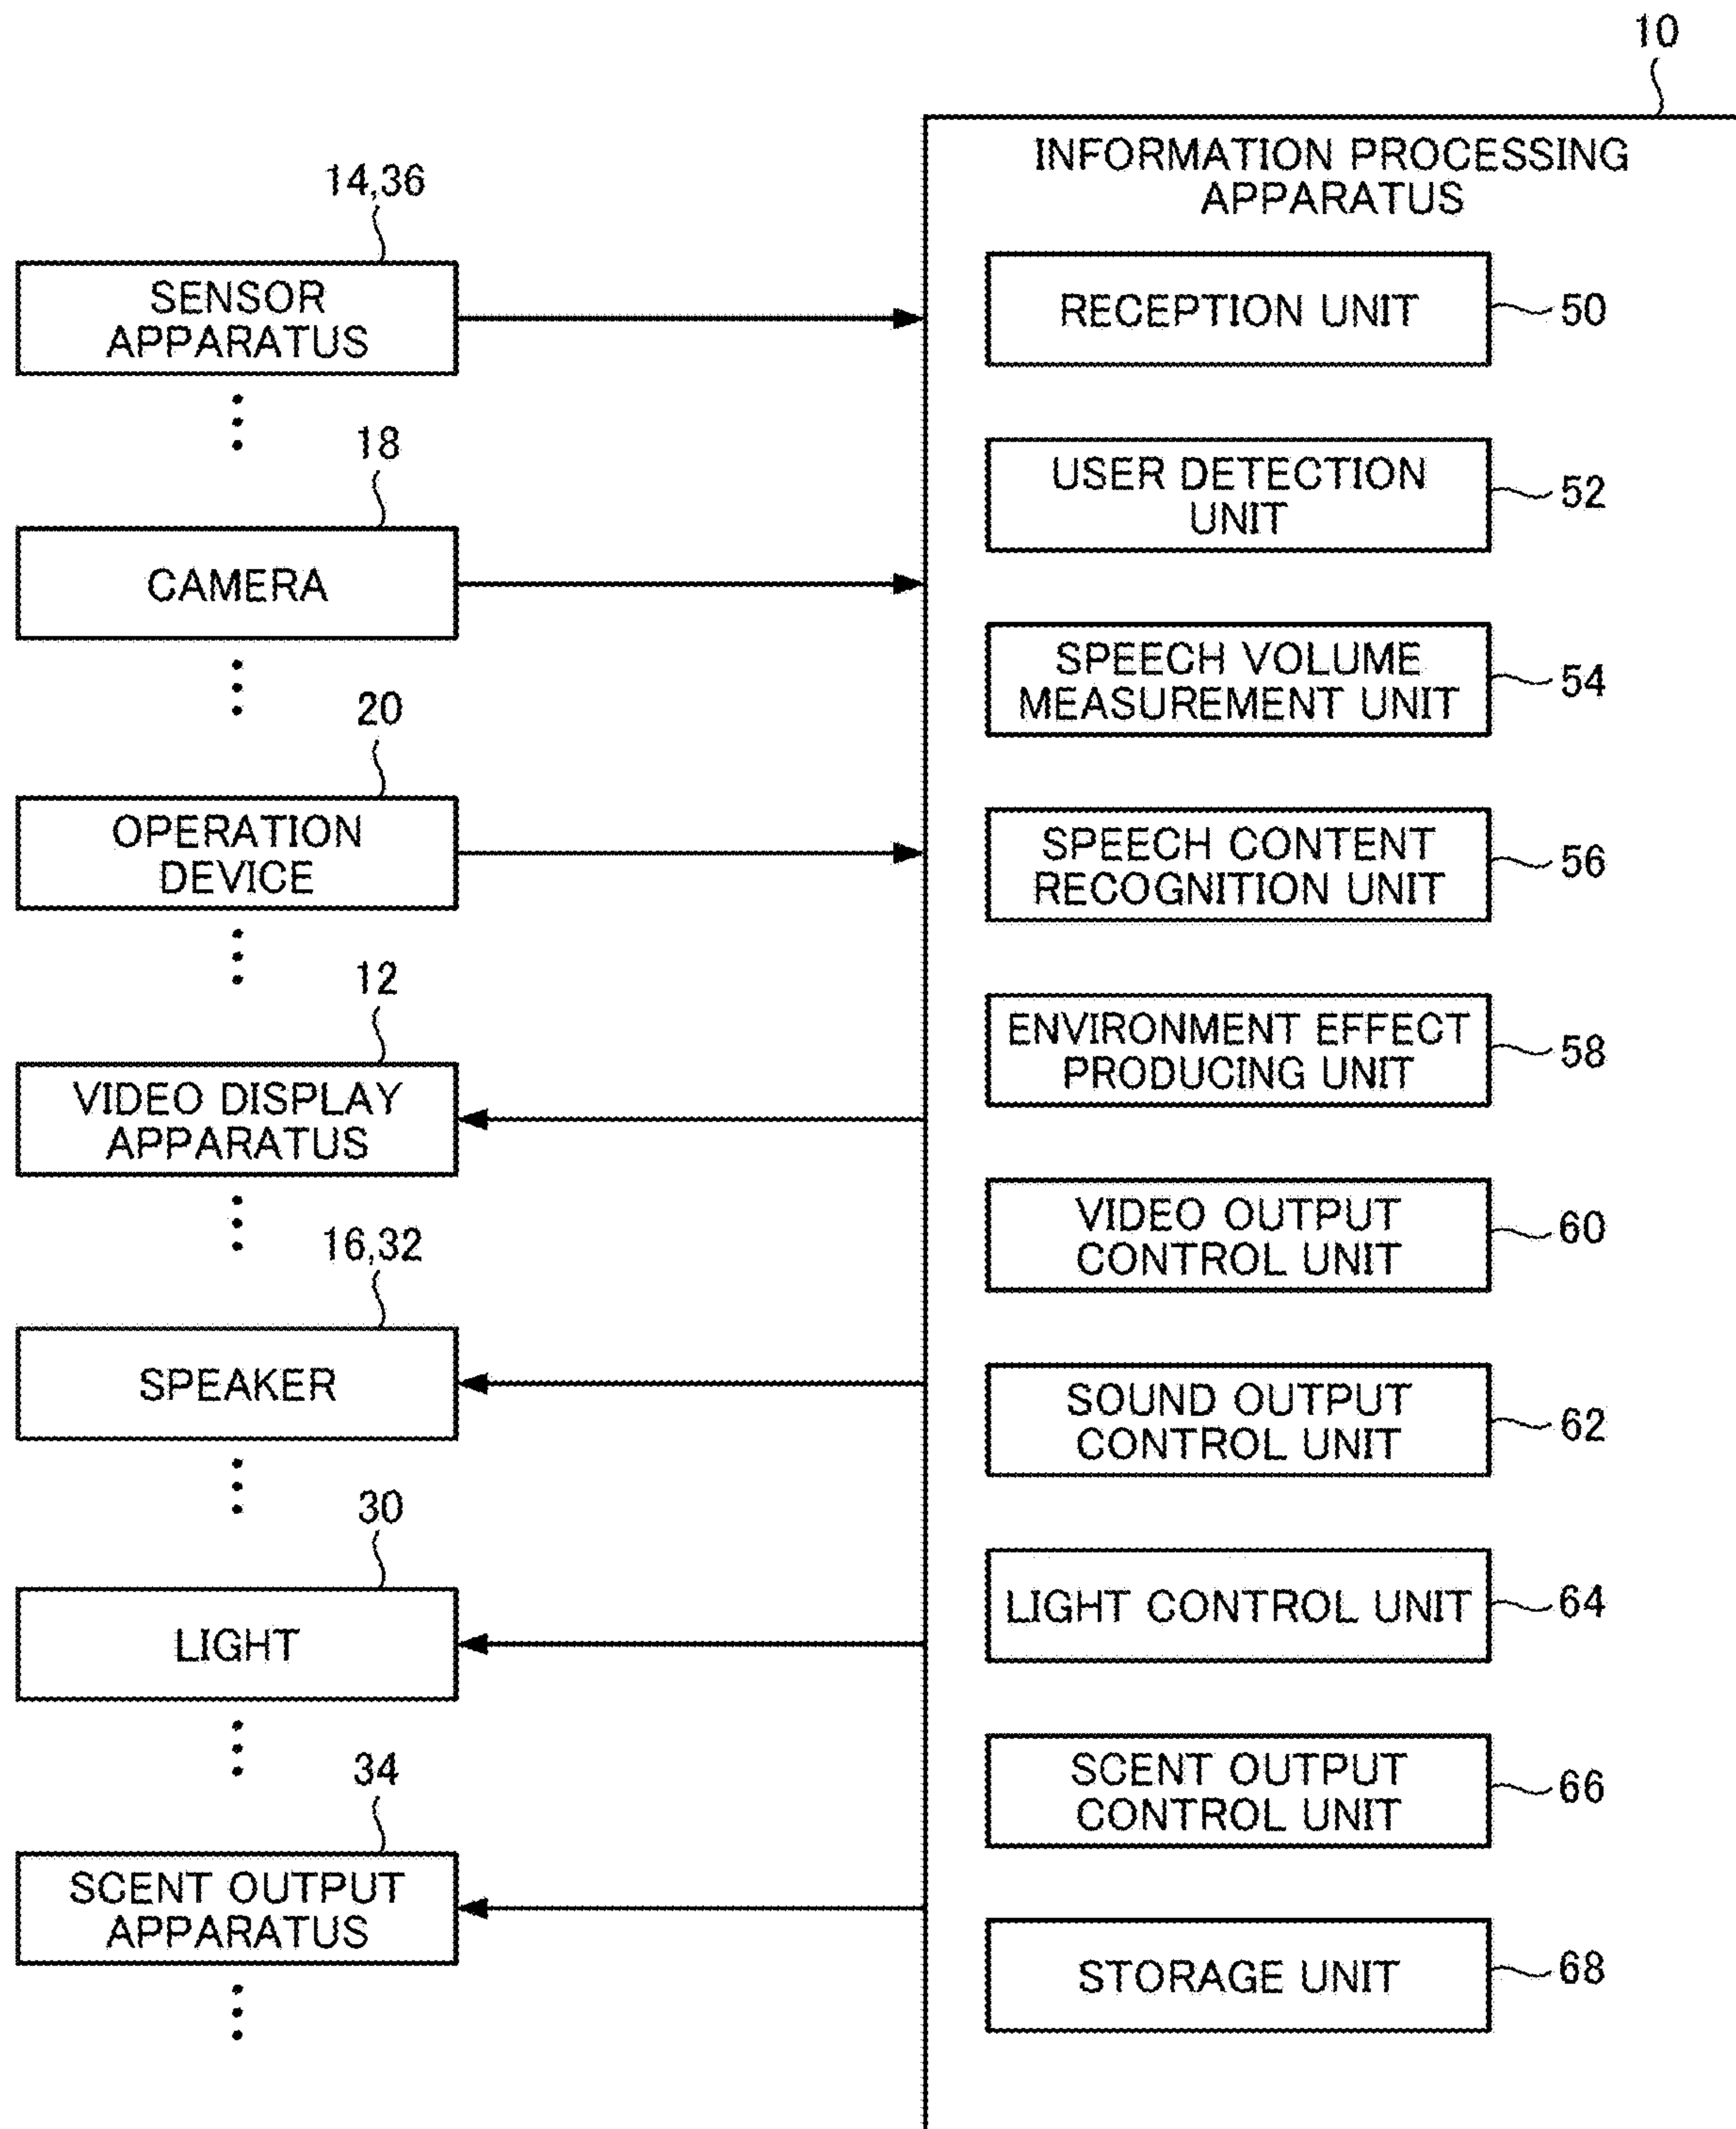 10
INFORMATION PROCESSING
APPARATUS
14,36
SENSOR
APPARATUS
18
CAMERA
20
OPERATION
DEVICE
12
VIDEO DISPLAY
APPARATUS
16,32
SPEAKER
30
LIGHT
34
SCENT OUTPUT
APPARATUS
RECEPTION UNIT
50
USER DETECTION
UNIT
52
SPEECH VOLUME
MEASUREMENT UNIT
54
SPEECH CONTENT
RECOGNITION UNIT
56
ENVIRONMENT EFFECT
PRODUCING UNIT
58
VIDEO OUTPUT
CONTROL UNIT
60
SOUND OUTPUT
CONTROL UNIT
62
LIGHT CONTROL UNIT
64
SCENT OUTPUT
CONTROL UNIT
66
STORAGE UNIT
68